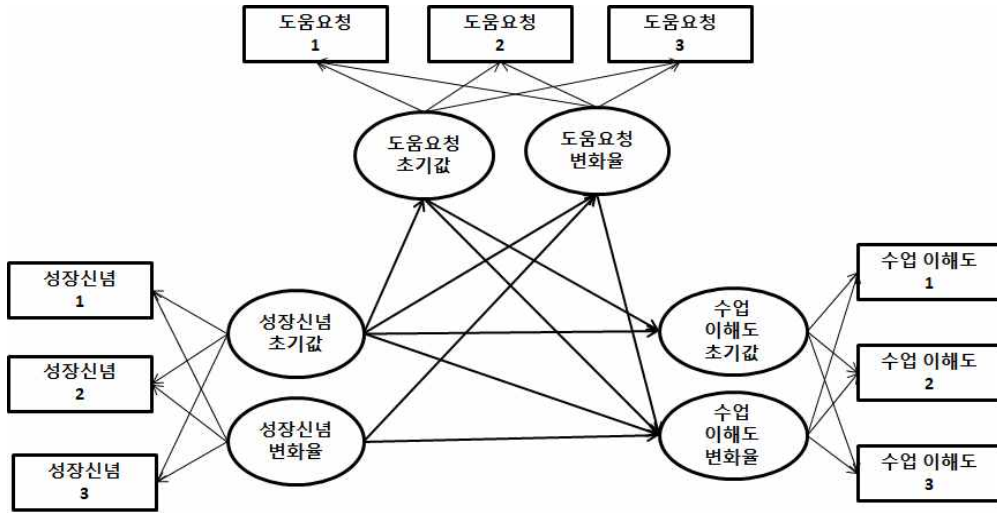 도움요청
1
도움요청
2
도움요청
3
도움요청
초기값
도움요청
변화율
성장신념
1
성장신념
2
성장신념
3
성장신념
초기값
성장신념
변화율
수업
이해도
초기값
수업
이해도
변화율
수업 이해도
1
수업 이해도
2
수업 이해도
3